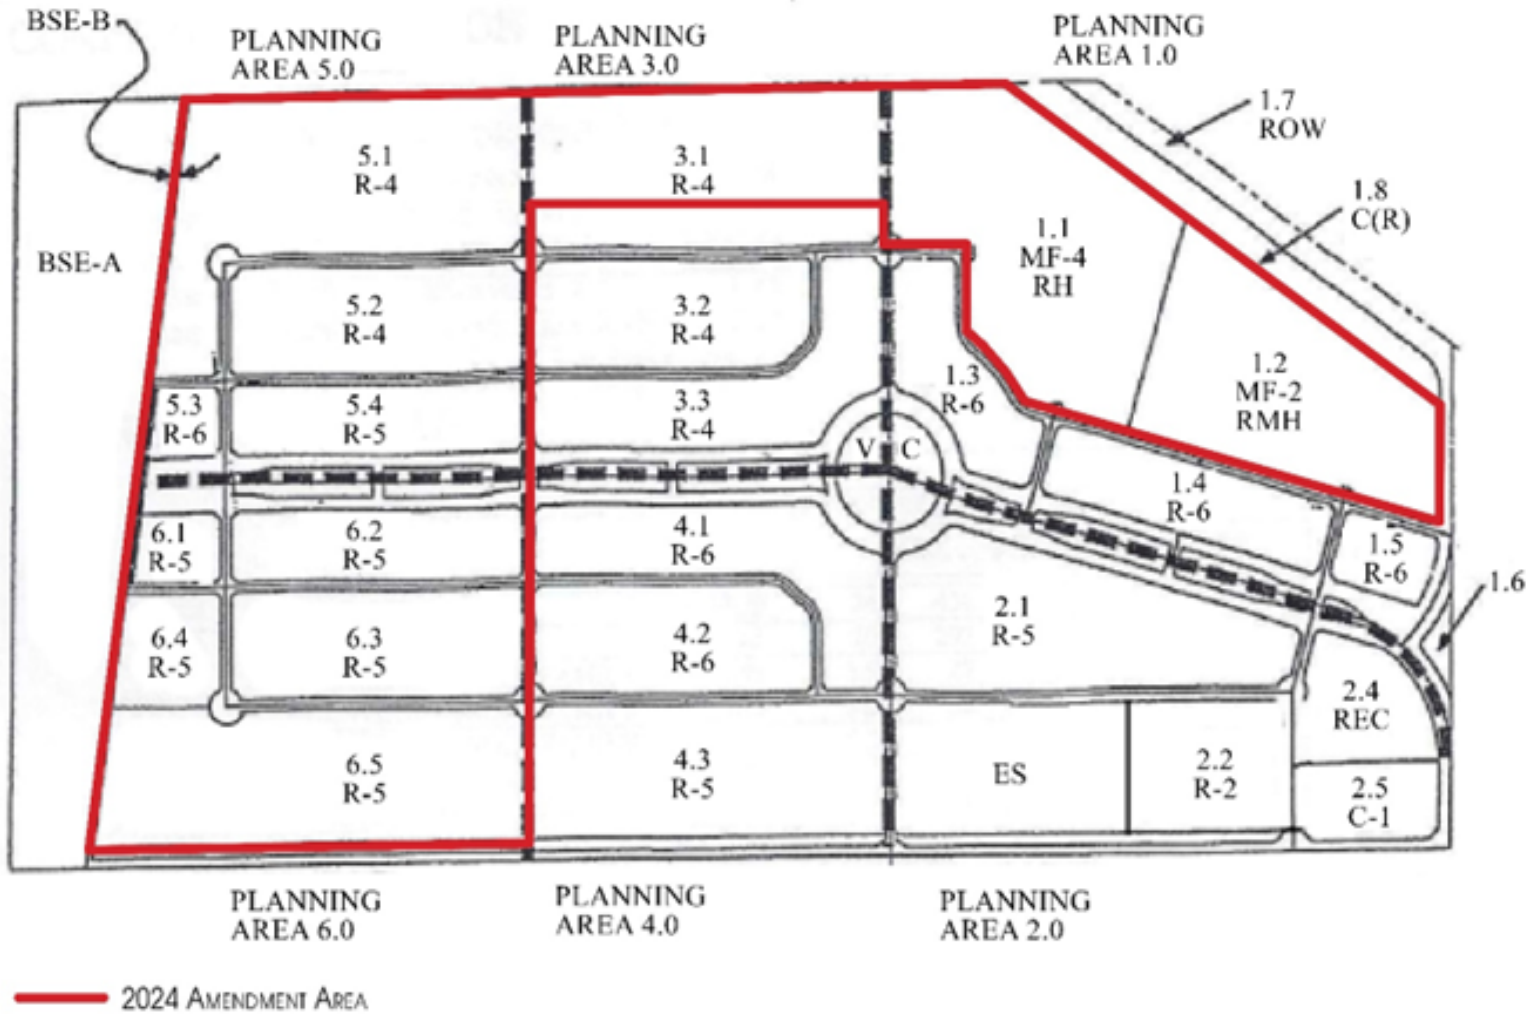 BSE-B
PLANNING
AREA 5.0
PLANNING
AREA 3.0
PLANNING
AREA 1.0
1.7
ROW
1.8
C(R)
5.1
R-4
3.1
R-4
1.1
MF-4
RH
BSE-A
5.2
R-4
3.2
R-4
1.2
MF-2
RMH
5.3
R-6
5.4
R-5
3.3
R-4
1.3
R-6
V C
1.4
R-6
6.1
R-5
6.2
R-5
4.1
R-6
1.5
R-6
1.6
6.4
R-5
6.3
R-5
4.2
R-6
2.1
R-5
2.4
REC
6.5
R-5
4.3
R-5
ES
2.2
R-2
2.5
C-1
PLANNING
AREA 6.0
PLANNING
AREA 4.0
PLANNING
AREA 2.0
2024 AMENDMENT AREA